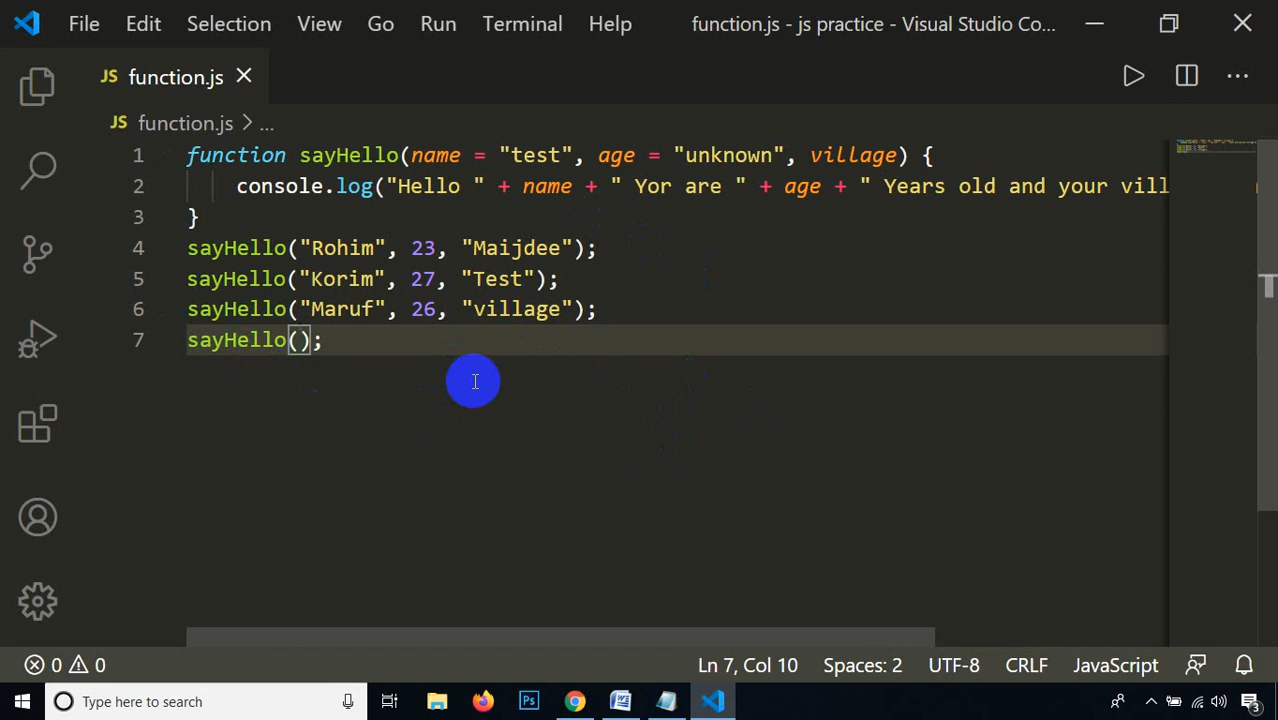 File Edit Selection View Go Run Terminal Help function.js - js practice - Visual Studio Co...
JS function.js
JS function.js > ...
1 function sayHello(name = "test", age = "unknown", village) {
2 console.log("Hello " + name + " Yor are " + age + " Years old and your vill
3 }
4 sayHello("Rohim", 23, "Maijdee");
5 sayHello("Korim", 27, "Test");
6 sayHello("Maruf", 26, "village");
7 sayHello();
0 0 Ln 7, Col 10 Spaces: 2 UTF-8 CRLF JavaScript
Type here to search Ps W 3